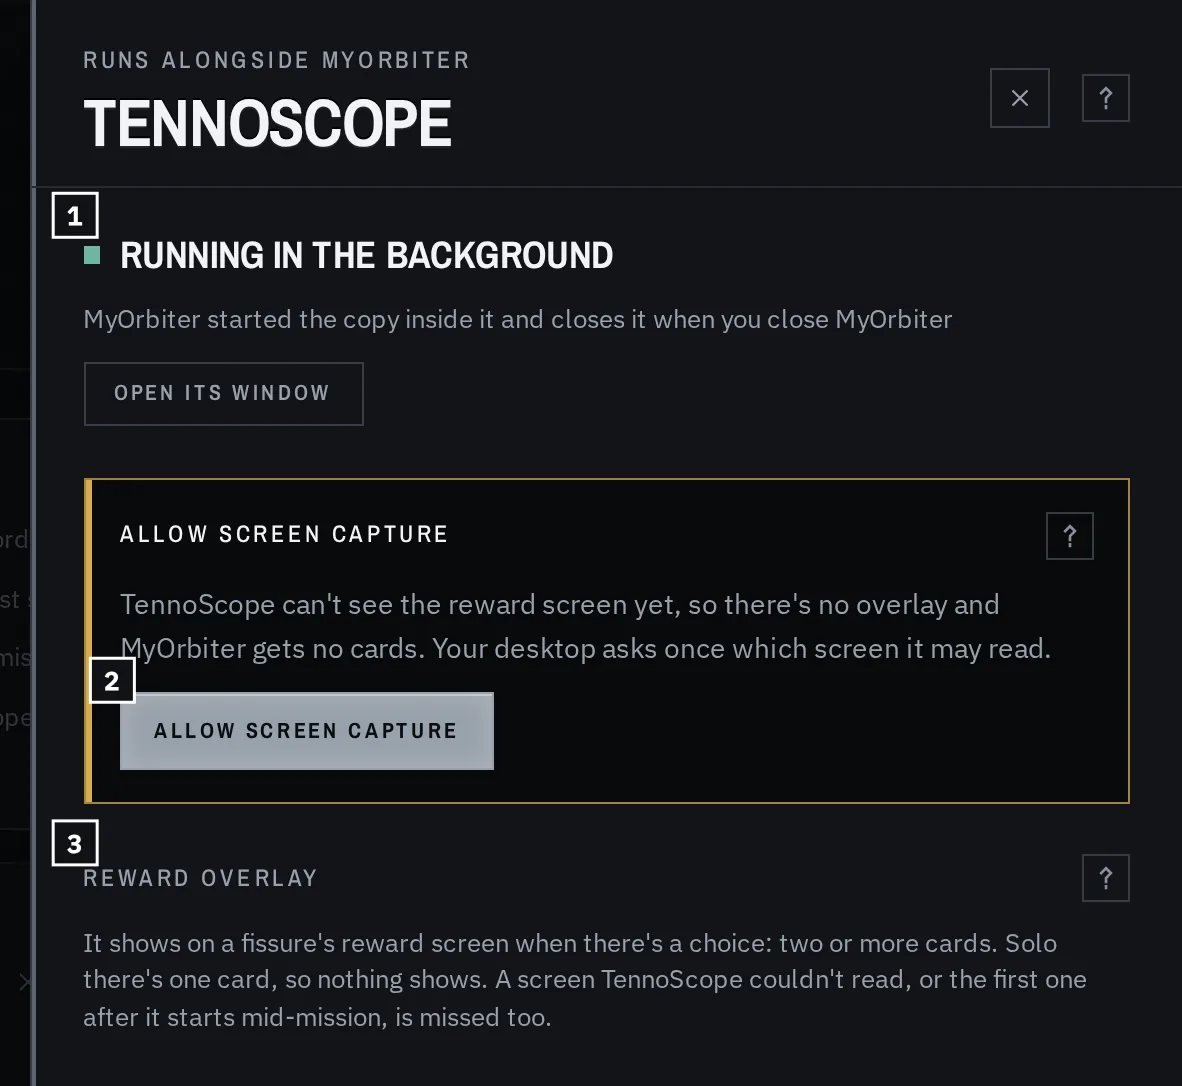 RUNS ALONGSIDE MYORBITER
TENNOSCOPE
×
?
1
RUNNING IN THE BACKGROUND
MyOrbiter started the copy inside it and closes it when you close MyOrbiter
OPEN ITS WINDOW
ALLOW SCREEN CAPTURE
?
TennoScope can't see the reward screen yet, so there's no overlay and
MyOrbiter gets no cards. Your desktop asks once which screen it may read.
2
ALLOW SCREEN CAPTURE
3
REWARD OVERLAY
?
It shows on a fissure's reward screen when there's a choice: two or more cards. Solo
there's one card, so nothing shows. A screen TennoScope couldn't read, or the first one
after it starts mid-mission, is missed too.